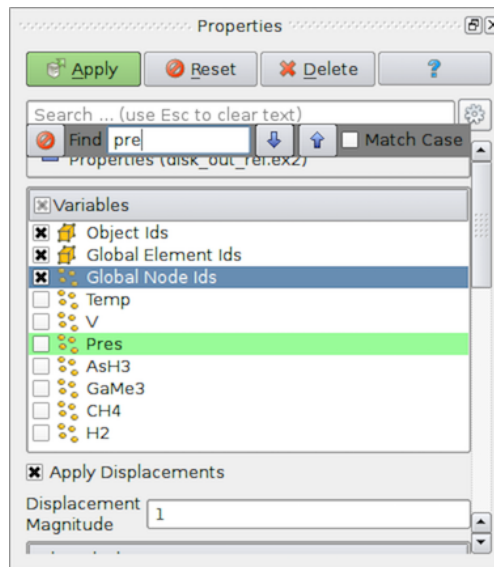 Properties
Apply Reset Delete ?
Search ... (use Esc to clear text)
Find pre Match Case
Properties (disk_out_ref.ex2)
Variables
Object Ids
Global Element Ids
Global Node Ids
Temp
V
Pres
AsH3
GaMe3
CH4
H2
Apply Displacements
Displacement
Magnitude 1